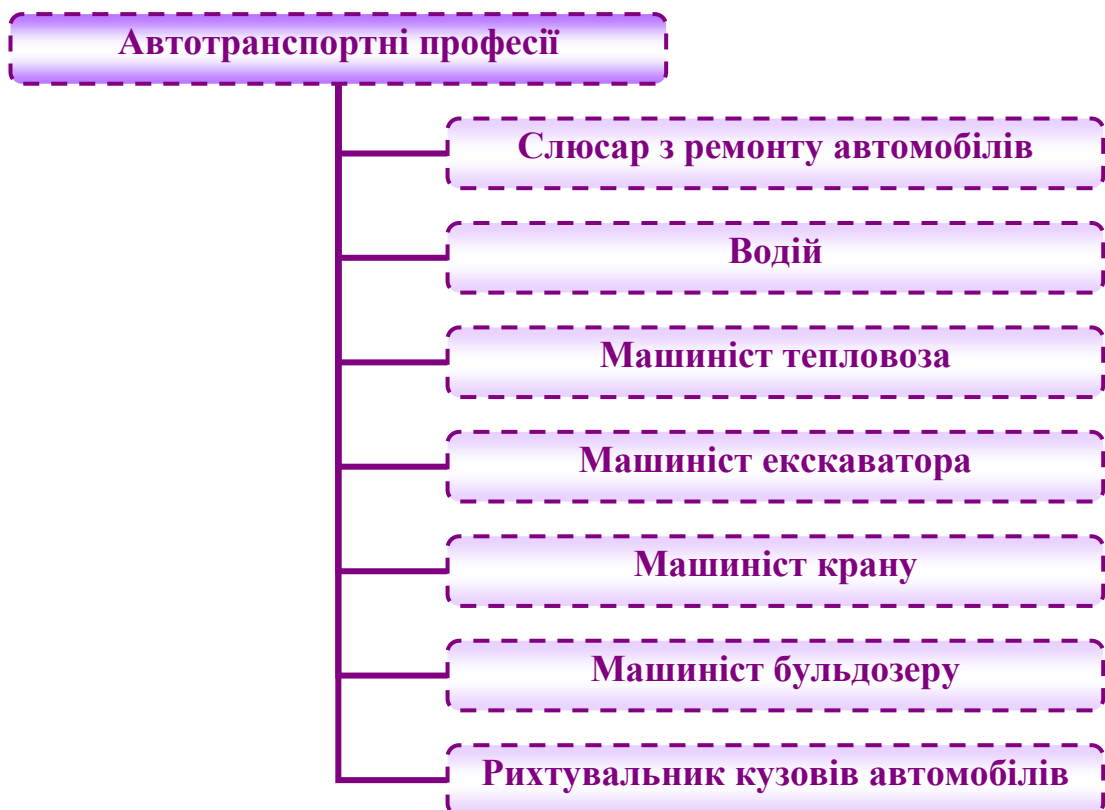 Автотранспортні професії
Слюсар з ремонту автомобілів
Водій
Машиніст тепловоза
Машиніст екскаватора
Машиніст крану
Машиніст бульдозеру
Рихтувальник кузовів автомобілів